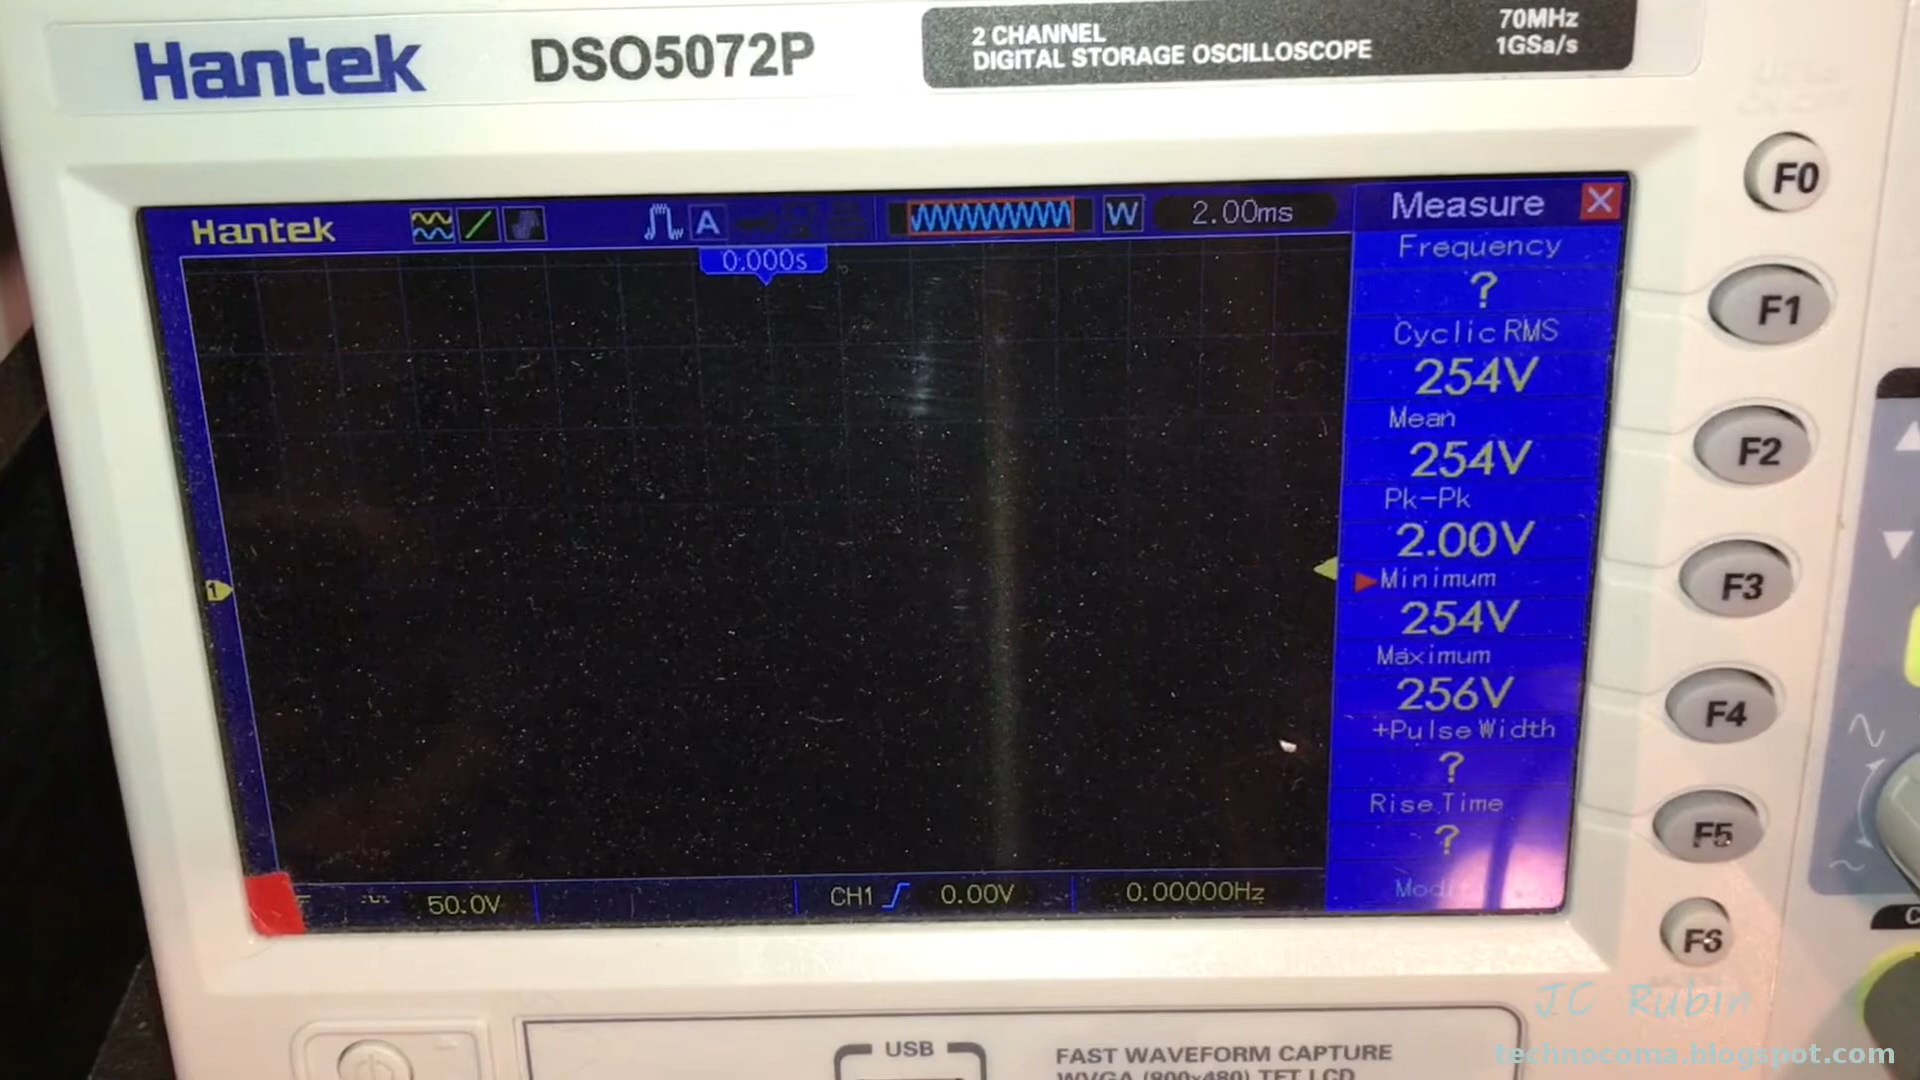 Hantek
DSO5072P
2 CHANNEL
DIGITAL STORAGE OSCILLOSCOPE
70MHz
1GSa/s
Hantek
A
W
2.00ms
0.000s
Measure
Frequency
?
Cyclic RMS
254V
Mean
254V
Pk-Pk
2.00V
Minimum
254V
Maximum
256V
+Pulse Width
?
Rise Time
?
1
50.0V
CH1
0.00V
0.00000Hz
F0
F1
F2
F3
F4
F5
F6
USB
FAST WAVEFORM CAPTURE
WVGA (800x480) TFT LCD
JC Rubin
technocoma.blogspot.com